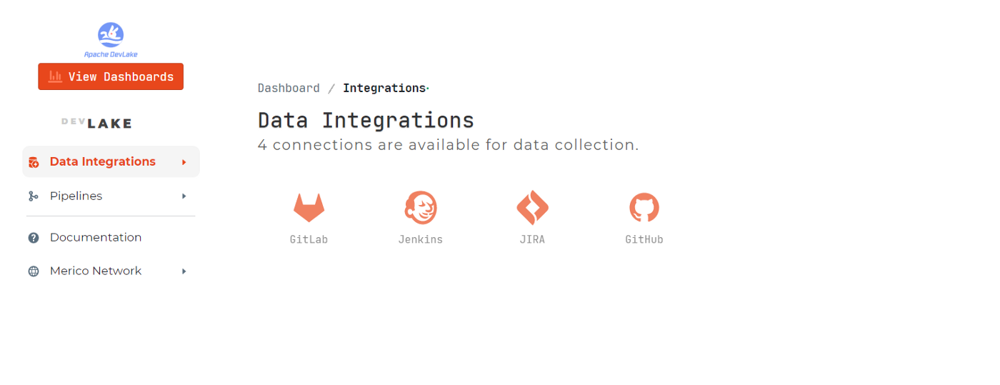 Apache DevLake
View Dashboards
DEVLAKE
Data Integrations
Pipelines
Documentation
Merico Network
Dashboard / Integrations
Data Integrations
4 connections are available for data collection.
GitLab
Jenkins
JIRA
GitHub